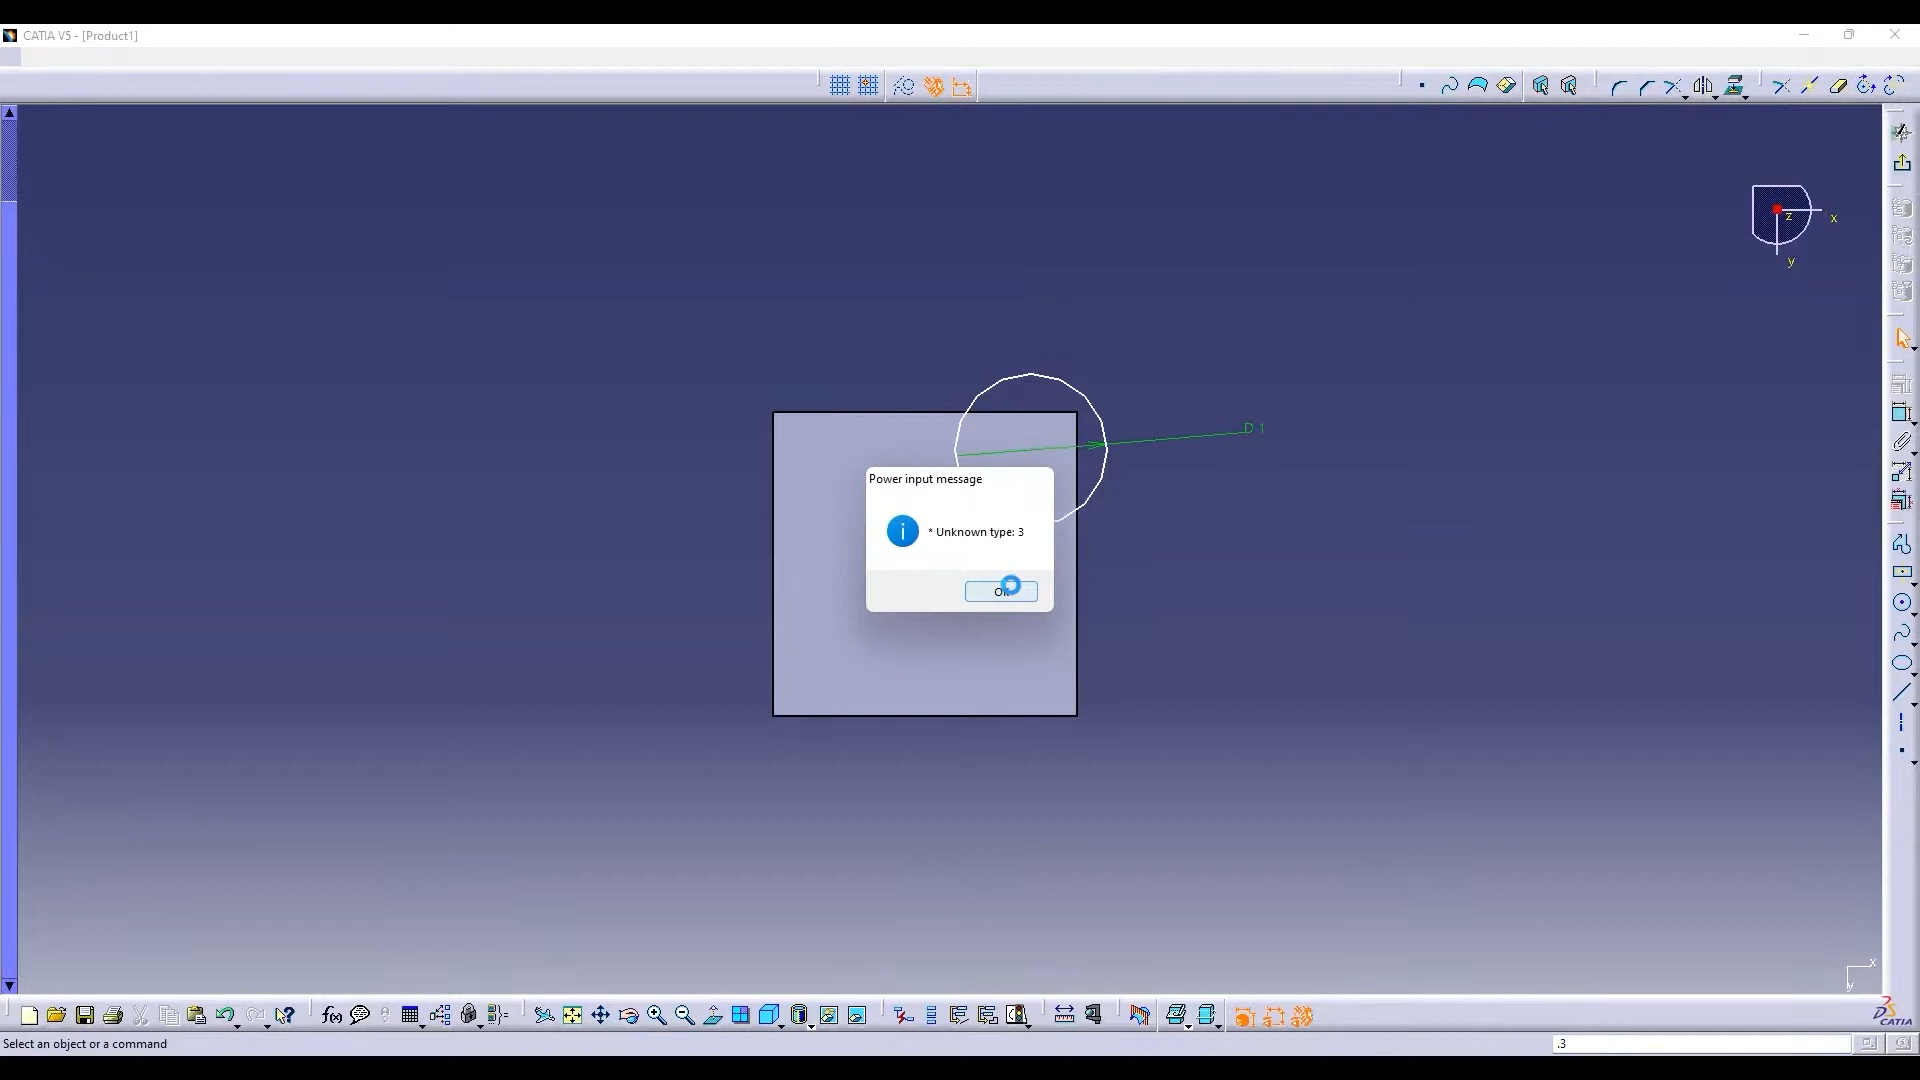 CATIA V5 - [Product1]
x
z
y
D 1
Power input message
* Unknown type: 3
OK
x
y
f(x)
CATIA
Select an object or a command
.3